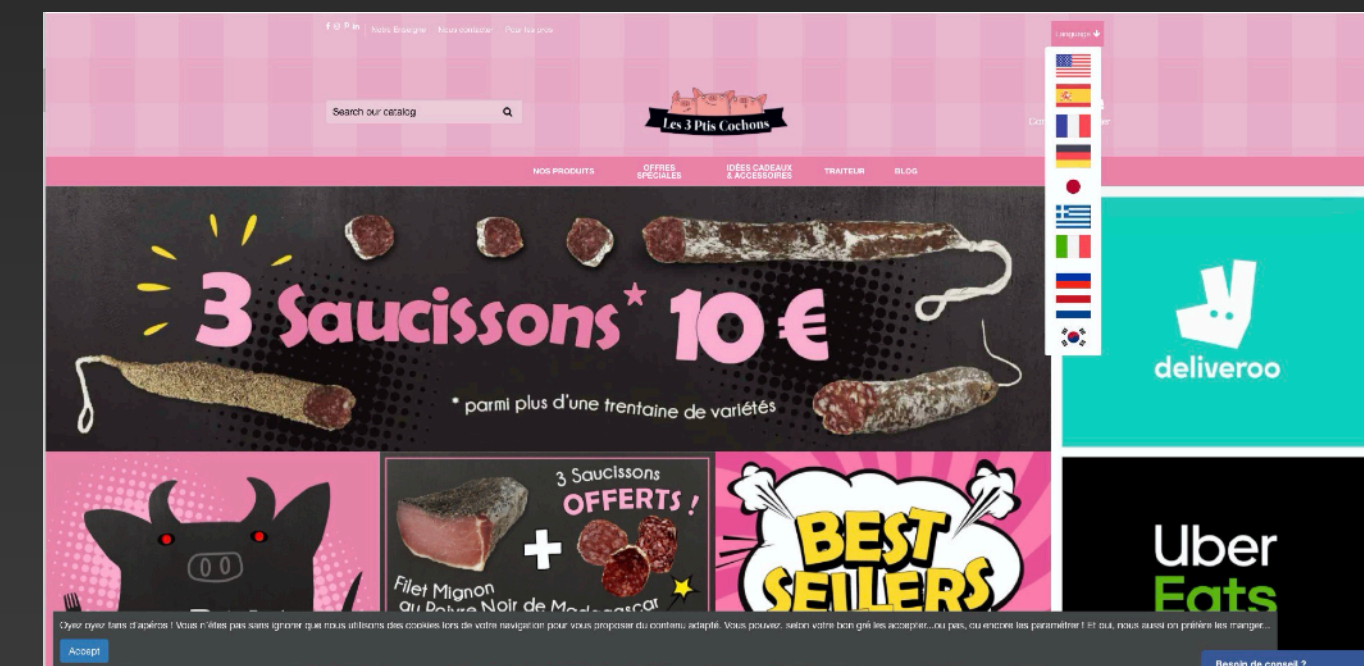 Notre Enseigne Nous contacter Pour les pros
Language
Search our catalog
Les 3 Ptis Cochons
NOS PRODUITS
OFFRES
SPÉCIALES
IDÉES CADEAUX
& ACCESSOIRES
TRAITEUR
BLOG
3 Saucissons* 10 €
* parmi plus d'une trentaine de variétés
deliveroo
3 Saucissons
OFFERTS !
+
Filet Mignon
au Poivre Noir de Madagascar
BEST
SELLERS
Uber
Eats
Oyez oyez fans d'apéros ! Vous n'êtes pas sans ignorer que nous utilisons des cookies lors de votre navigation pour vous proposer du contenu adapté. Vous pouvez, selon votre bon gré les accepter...ou pas, ou encore les paramétrer ! Et oui, nous aussi on préfère les manger...
Accept
Besoin de conseil ?